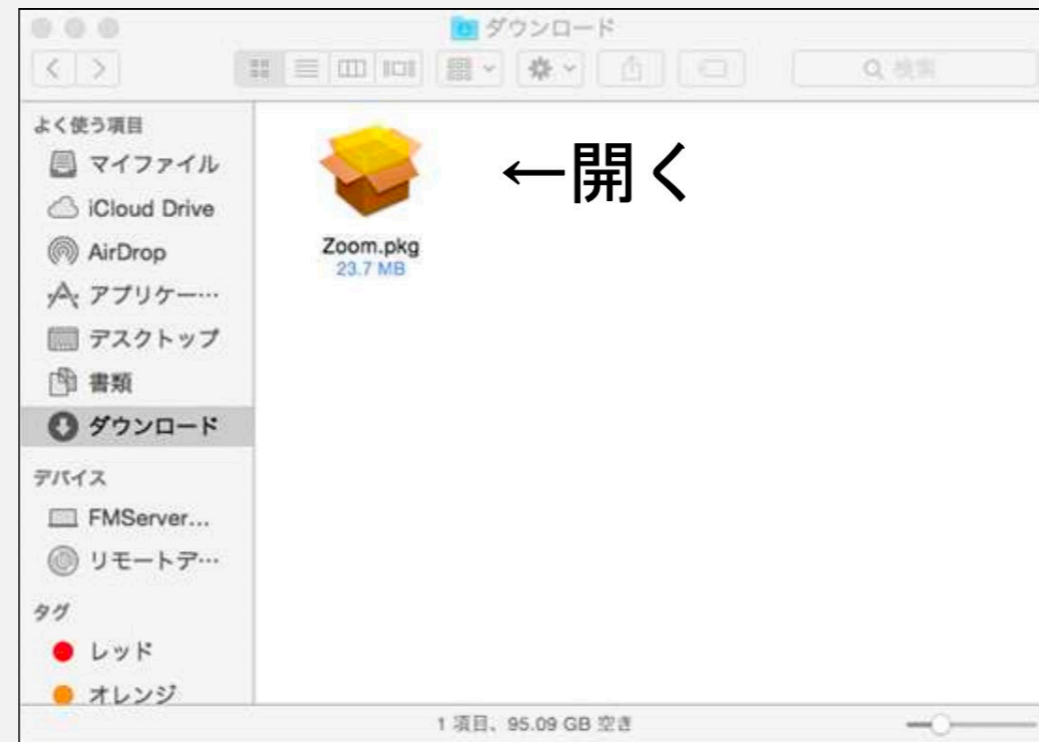 ダウンロード
検索
よく使う項目
マイファイル
iCloud Drive
AirDrop
アプリケー…
デスクトップ
書類
ダウンロード
デバイス
FMServer...
リモートデ…
タグ
レッド
オレンジ
←開く
Zoom.pkg
23.7 MB
1 項目、95.09 GB 空き